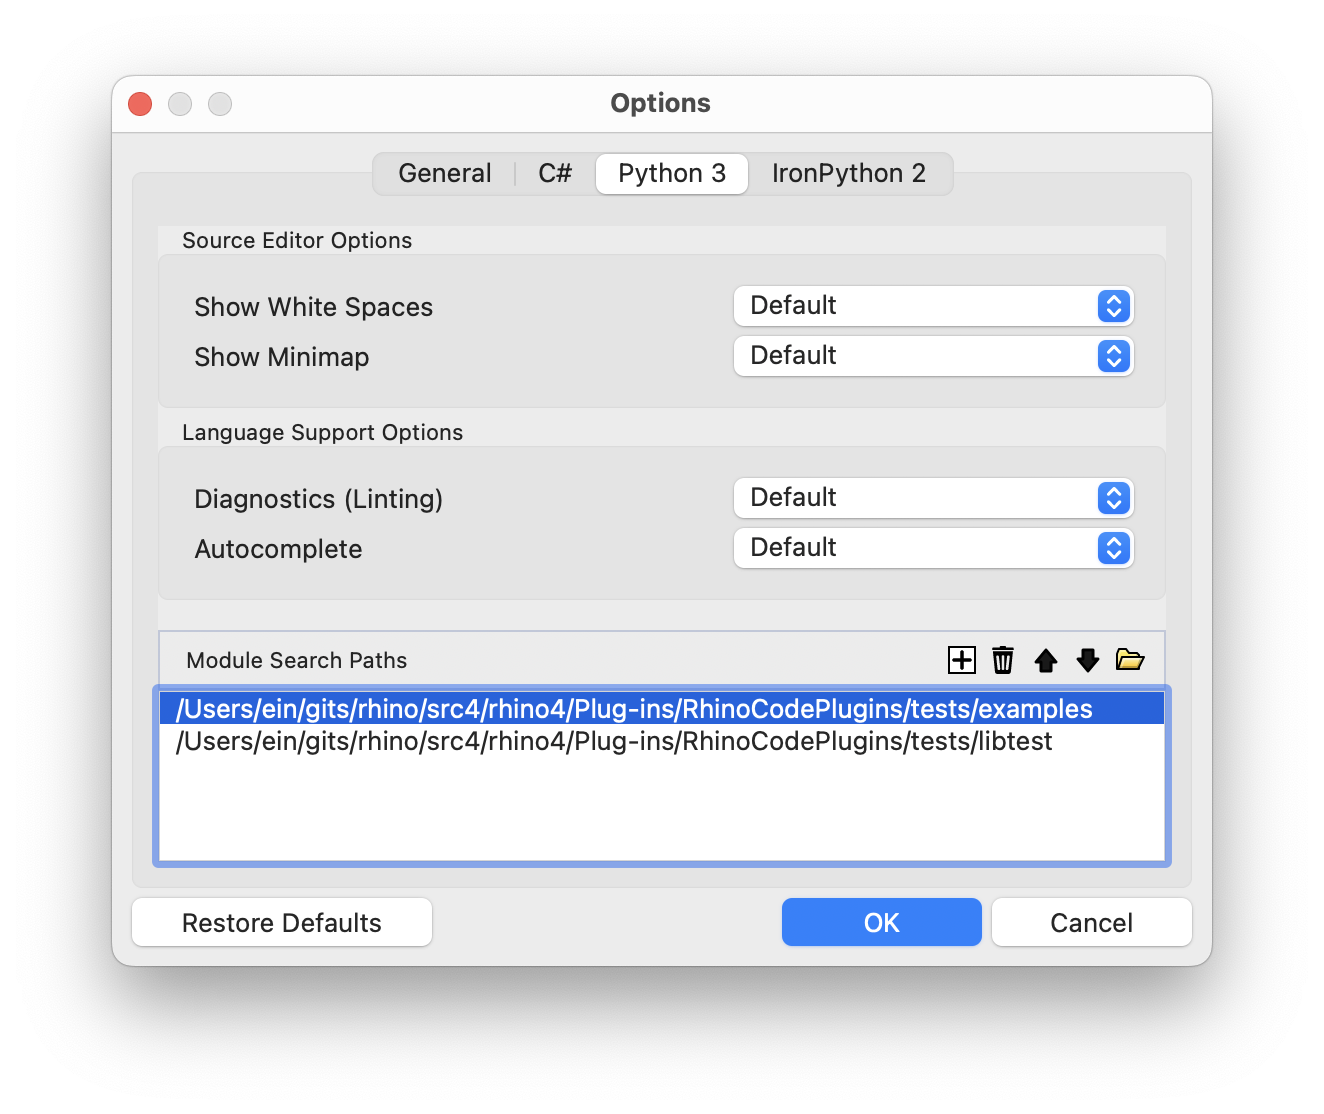 Options
General C# Python 3 IronPython 2
Source Editor Options
Show White Spaces Default
Show Minimap Default
Language Support Options
Diagnostics (Linting) Default
Autocomplete Default
Module Search Paths
/Users/ein/gits/rhino/src4/rhino4/Plug-ins/RhinoCodePlugins/tests/examples
/Users/ein/gits/rhino/src4/rhino4/Plug-ins/RhinoCodePlugins/tests/libtest
Restore Defaults OK Cancel